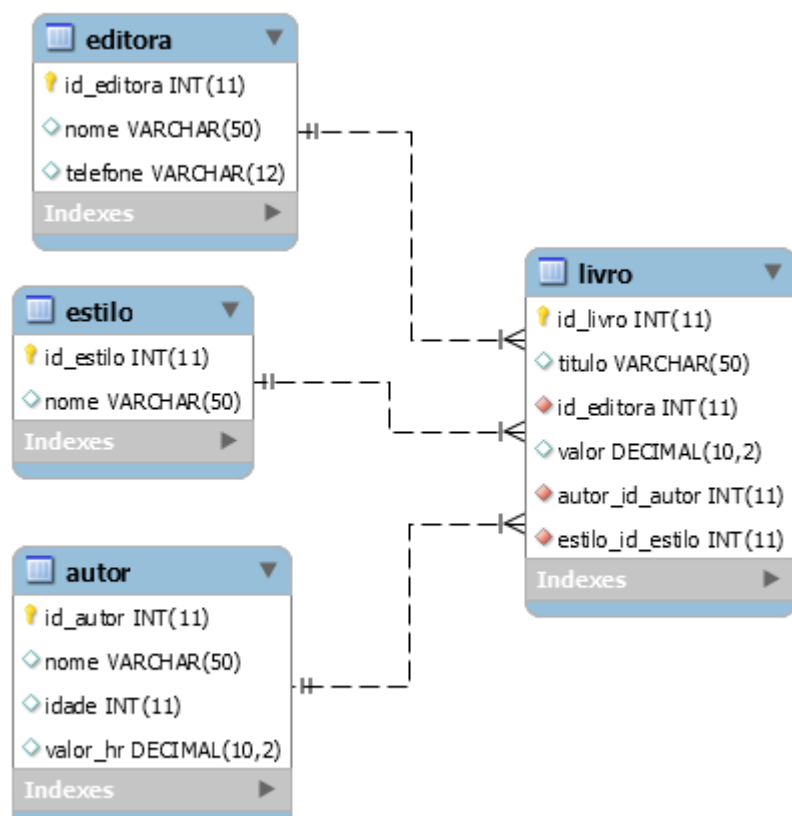 editora
id_editora INT(11)
nome VARCHAR(50)
telefone VARCHAR(12)
Indexes
estilo
id_estilo INT(11)
nome VARCHAR(50)
Indexes
autor
id_autor INT(11)
nome VARCHAR(50)
idade INT(11)
valor_hr DECIMAL(10,2)
Indexes
livro
id_livro INT(11)
titulo VARCHAR(50)
id_editora INT(11)
valor DECIMAL(10,2)
autor_id_autor INT(11)
estilo_id_estilo INT(11)
Indexes